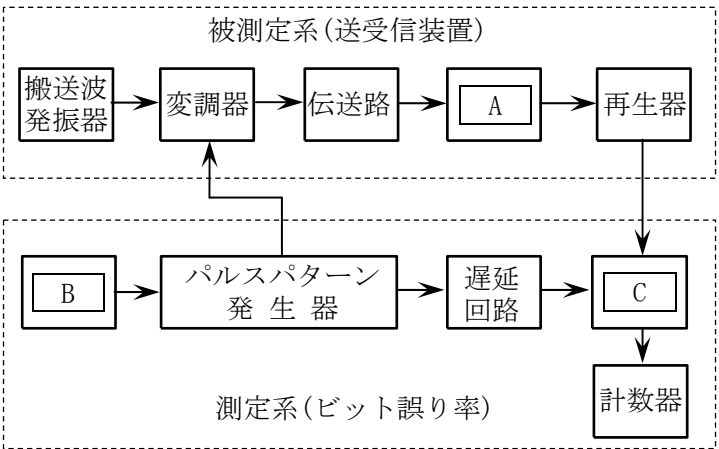 被測定系(送受信装置)
搬送波
発振器
変調器
伝送路
A
再生器
B
パルスパターン
発 生 器
遅延
回路
C
計数器
測定系(ビット誤り率)